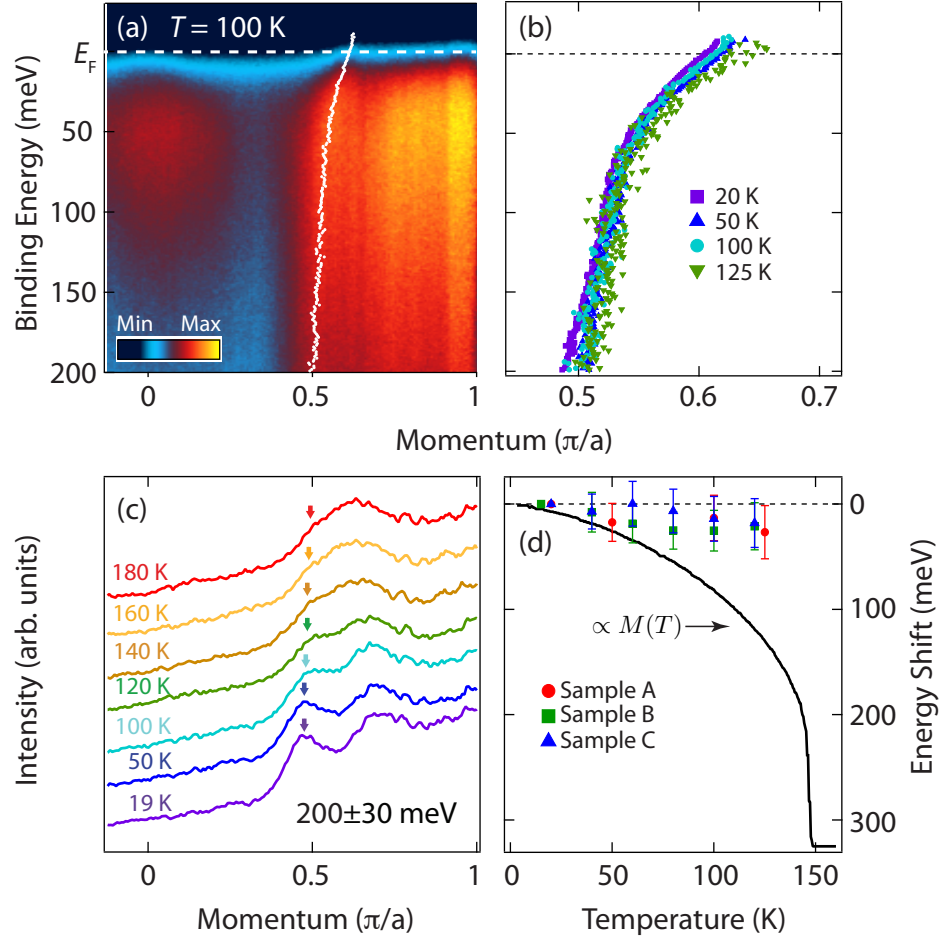 (a) T = 100 K
E_F
50
100
150
200
Binding Energy (meV)
Min Max
0 0.5 1
Momentum (π/a)
(b)
20 K
50 K
100 K
125 K
0.5 0.6 0.7
(c)
180 K
160 K
140 K
120 K
100 K
50 K
19 K
200±30 meV
Intensity (arb. units)
0 0.5 1
Momentum (π/a)
(d)
∝ M(T)
Sample A
Sample B
Sample C
0
100
200
300
Energy Shift (meV)
0 50 100 150
Temperature (K)